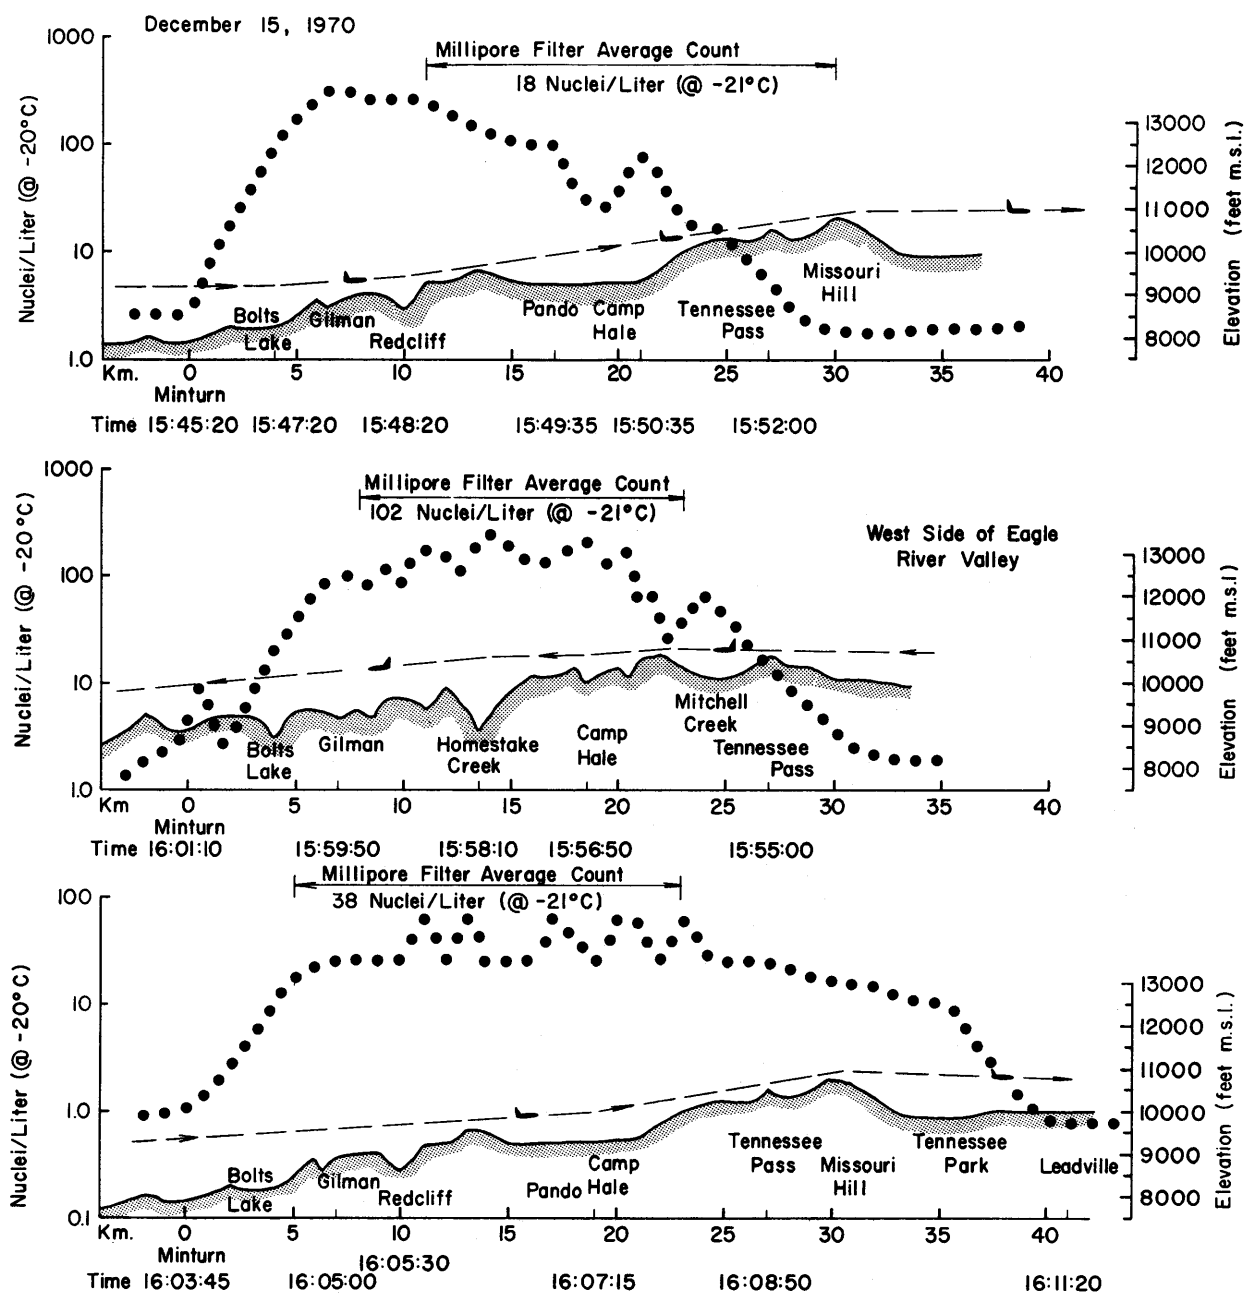 December 15, 1970
Millipore Filter Average Count
18 Nuclei/Liter (@ -21°C)
1000
100
10
1.0
Nuclei/Liter (@ -20°C)
13000
12000
11000
10000
9000
8000
Elevation (feet m.s.l.)
Bolts
Lake
Gilman
Redcliff
Pando
Camp
Hale
Tennessee
Pass
Missouri
Hill
Km. 0 5 10 15 20 25 30 35 40
Minturn
Time 15:45:20 15:47:20 15:48:20 15:49:35 15:50:35 15:52:00
Millipore Filter Average Count
102 Nuclei/Liter (@ -21°C)
West Side of Eagle
River Valley
1000
100
10
1.0
Nuclei/Liter (@ -20°C)
13000
12000
11000
10000
9000
8000
Elevation (feet m.s.l)
Bolts
Lake
Gilman
Homestake
Creek
Camp
Hale
Mitchell
Creek
Tennessee
Pass
Km 0 5 10 15 20 25 30 35 40
Minturn
Time 16:01:10 15:59:50 15:58:10 15:56:50 15:55:00
Millipore Filter Average Count
38 Nuclei/Liter (@ -21°C)
100
10
1.0
0.1
Nuclei/Liter (@ -20°C)
13000
12000
11000
10000
9000
8000
Elevation (feet m.s.l.)
Bolts
Lake
Gilman
Redcliff
Pando
Camp
Hale
Tennessee
Pass
Missouri
Hill
Tennessee
Park
Leadville
Km. 0 5 10 15 20 25 30 35 40
Minturn
16:05:30
Time 16:03:45 16:05:00 16:07:15 16:08:50 16:11:20